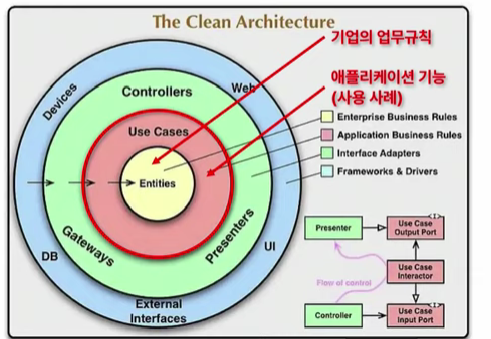 The Clean Architecture
기업의 업무규칙
애플리케이션 기능
(사용 사례)
Devices
Controllers
Web
Use Cases
Entities
Gateways
Presenters
DB
UI
External
Interfaces
Enterprise Business Rules
Application Business Rules
Interface Adapters
Frameworks & Drivers
Presenter
Use Case
Output Port
Flow of control
Use Case
Interactor
Controller
Use Case
Input Port